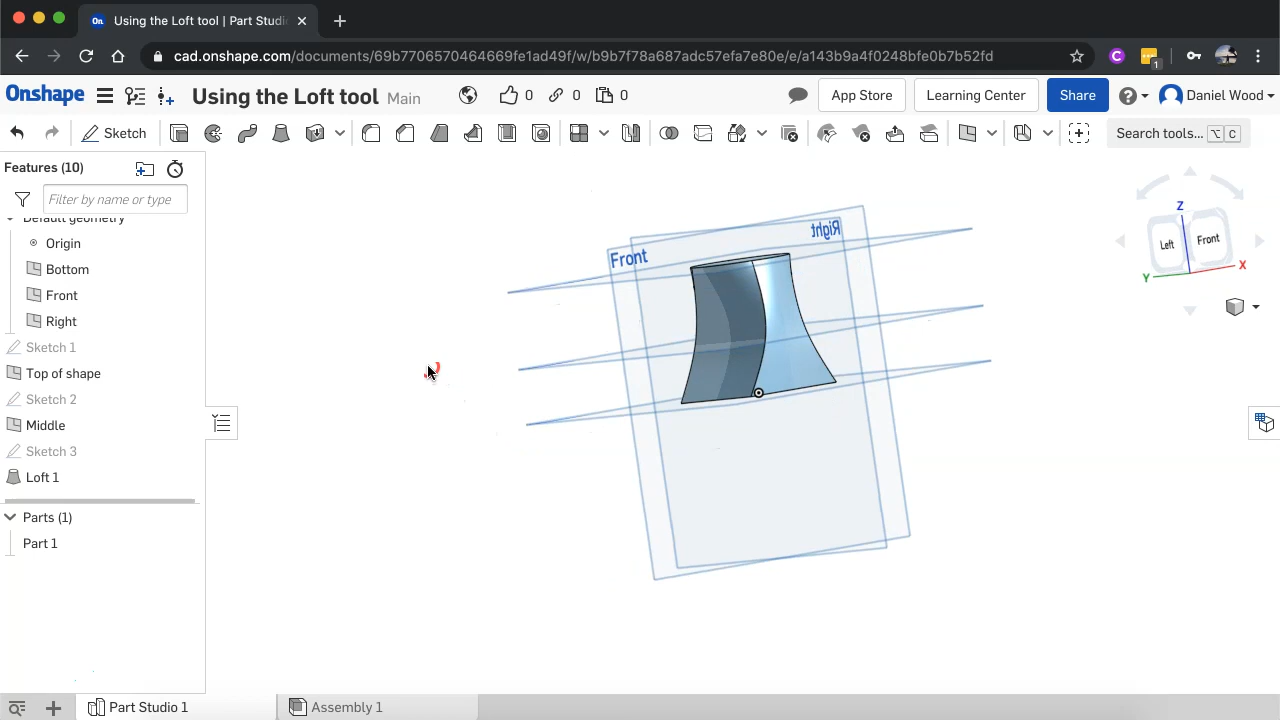 On Using the Loft tool | Part Studi
cad.onshape.com/documents/69b7706570464669fe1ad49f/w/b9b7f78a687adc57efa7e80e/e/a143b9a4f0248bfe0b7b52fd
C
1
Onshape Using the Loft tool Main 0 0 0 App Store Learning Center Share Daniel Wood
Sketch Search tools... ⌥ C
Features (10)
Filter by name or type
Default geometry
Origin
Bottom
Front
Right
Sketch 1
Top of shape
Sketch 2
Middle
Sketch 3
Loft 1
Parts (1)
Part 1
Front
Right
Z
Left Front
X
Y
Part Studio 1 Assembly 1